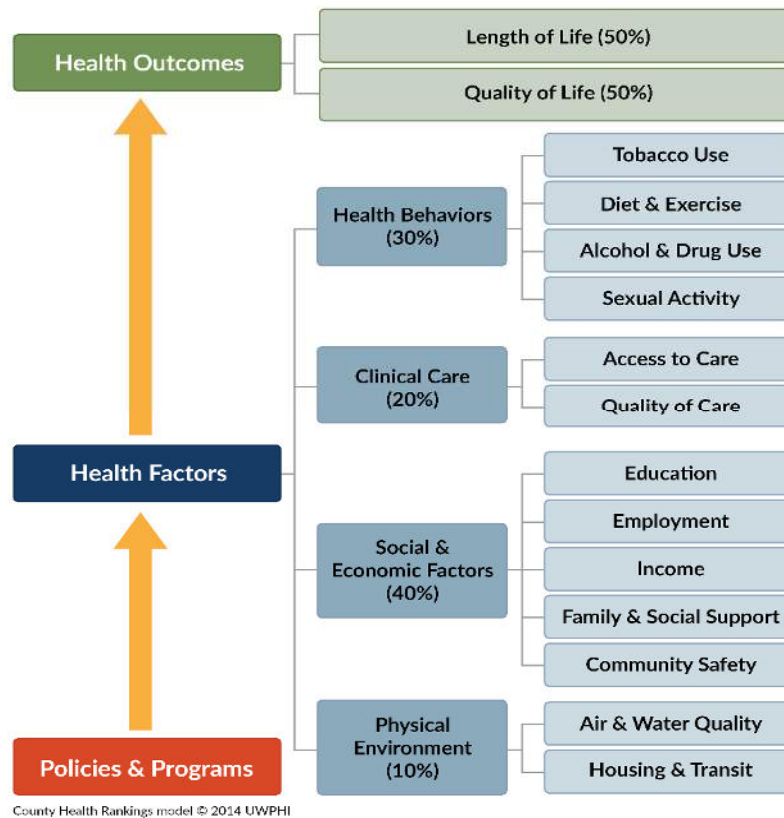 Health Outcomes
Length of Life (50%)
Quality of Life (50%)
Health Factors
Health Behaviors
(30%)
Tobacco Use
Diet & Exercise
Alcohol & Drug Use
Sexual Activity
Clinical Care
(20%)
Access to Care
Quality of Care
Social &
Economic Factors
(40%)
Education
Employment
Income
Family & Social Support
Community Safety
Physical
Environment
(10%)
Air & Water Quality
Housing & Transit
Policies & Programs
County Health Rankings model © 2014 UWPHI